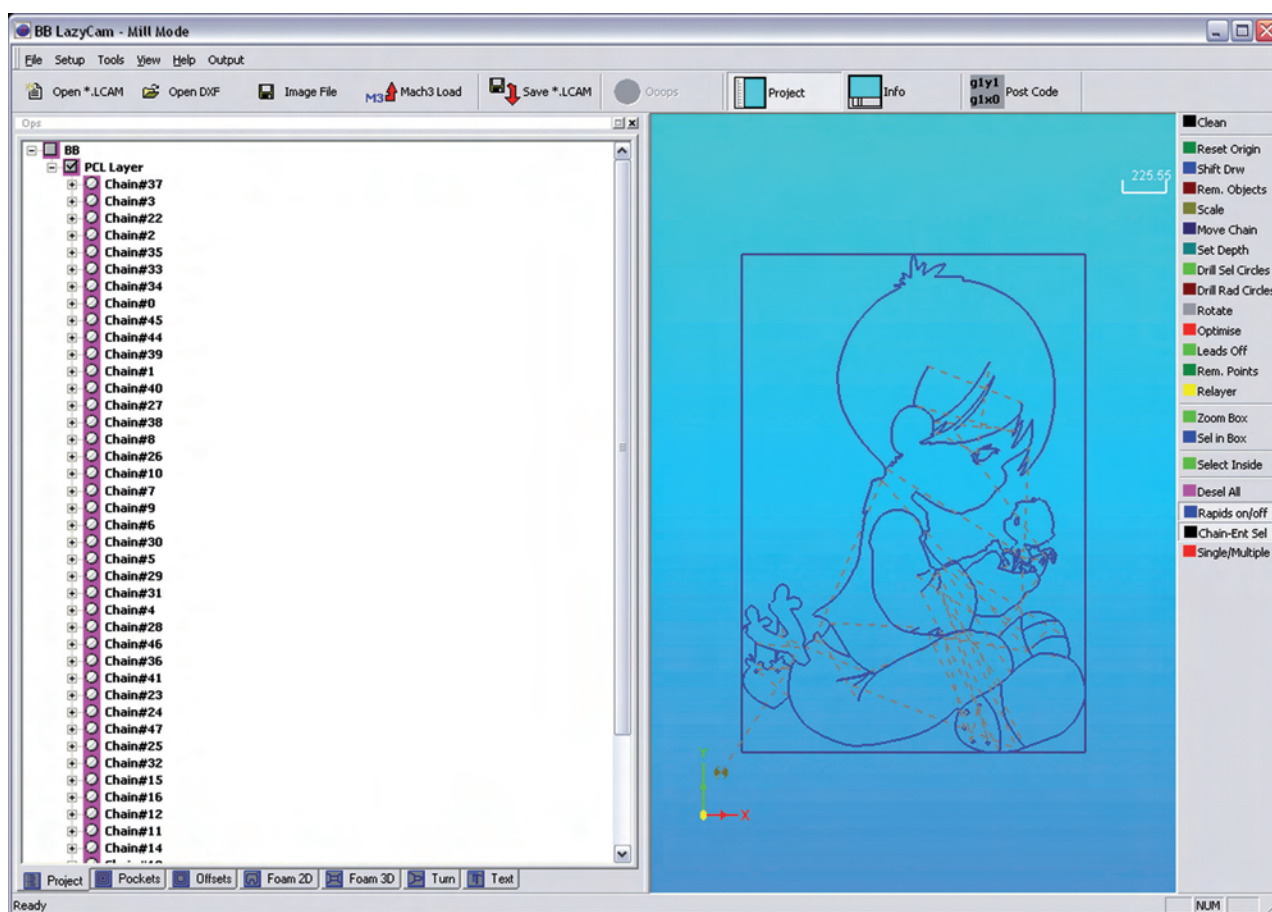 BB LazyCam - Mill Mode
File Setup Tools View Help Output
Open *.LCAM Open DXF Image File M3 Mach3 Load Save *.LCAM Ooops Project Info g1y1 g1x0 Post Code
Ops
BB
PCL Layer
Chain#37
Chain#3
Chain#22
Chain#2
Chain#35
Chain#33
Chain#34
Chain#0
Chain#45
Chain#44
Chain#39
Chain#1
Chain#40
Chain#27
Chain#38
Chain#8
Chain#26
Chain#10
Chain#7
Chain#9
Chain#6
Chain#30
Chain#5
Chain#29
Chain#31
Chain#4
Chain#28
Chain#46
Chain#36
Chain#41
Chain#23
Chain#24
Chain#47
Chain#25
Chain#32
Chain#15
Chain#16
Chain#12
Chain#11
Chain#14
Project Pockets Offsets Foam 2D Foam 3D Turn Text
225.55
X
Clean
Reset Origin
Shift Drw
Rem. Objects
Scale
Move Chain
Set Depth
Drill Sel Circles
Drill Rad Circles
Rotate
Optimise
Leads Off
Rem. Points
Relayer
Zoom Box
Sel in Box
Select Inside
Desel All
Rapids on/off
Chain-Ent Sel
Single/Multiple
Ready NUM